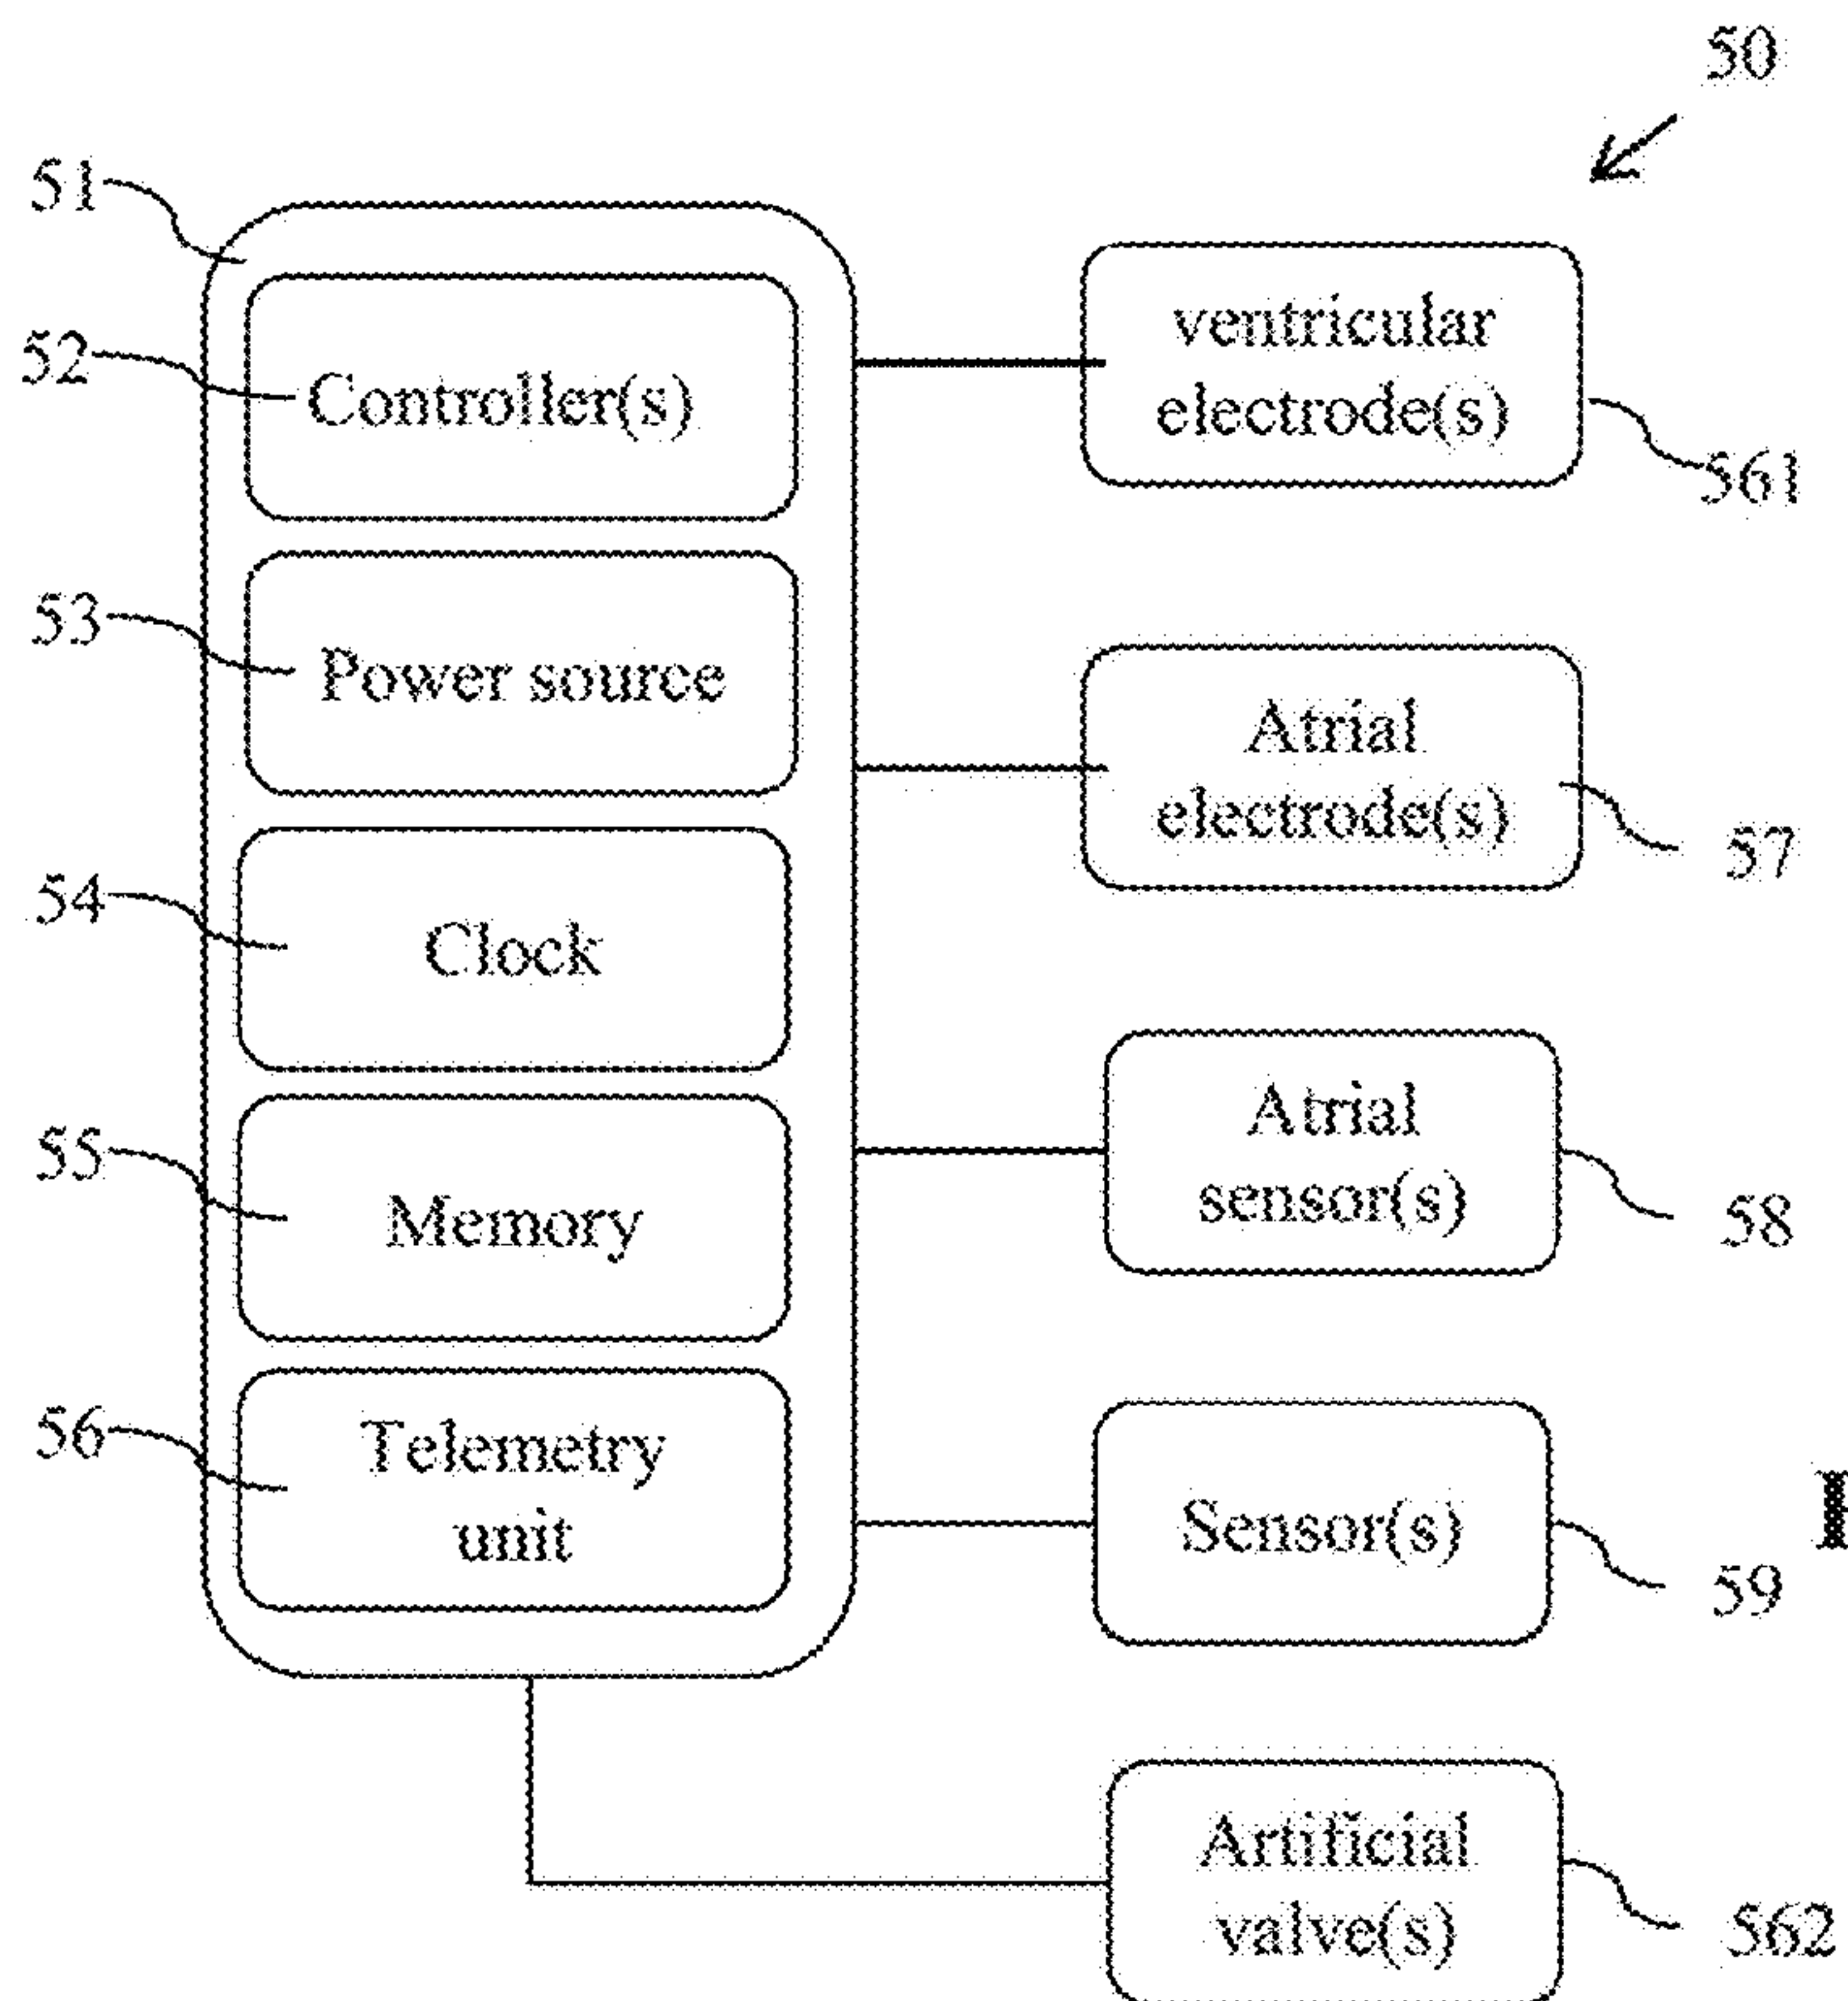 50
51
ventricular
electrode(s)
52
Controller(s)
561
53
Power source
Atrial
electrode(s)
57
54
Clock
Atrial
sensor(s)
58
55
Memory
56
Telemetry
unit
Sensor(s)
59
Artificial
valve(s)
562